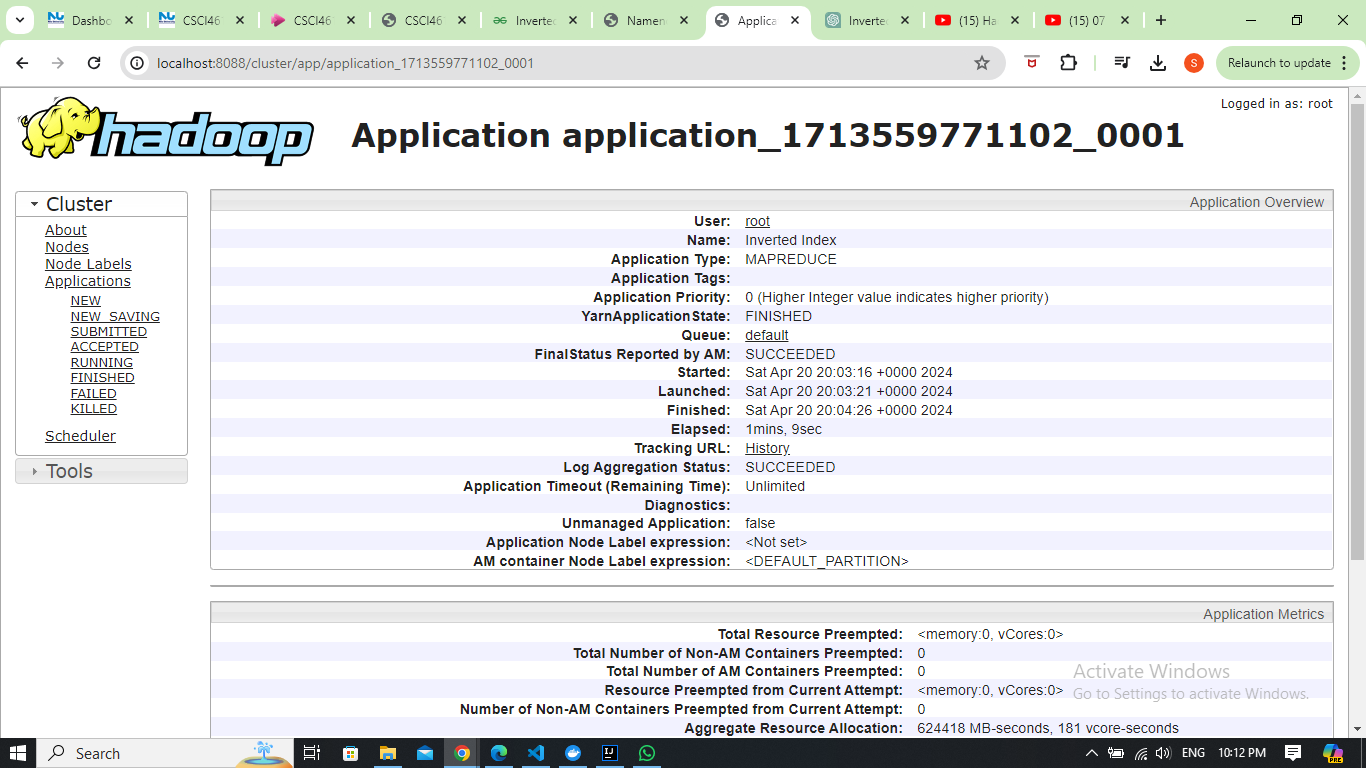 Dashbo
CSCI46
CSCI46
CSCI46
Inverte
Namen
Applica
Inverte
(15) Ha
(15) 07
localhost:8088/cluster/app/application_1713559771102_0001
S
Relaunch to update
Logged in as: root
hadoop
Application application_1713559771102_0001
Cluster
About
Nodes
Node Labels
Applications
NEW
NEW_SAVING
SUBMITTED
ACCEPTED
RUNNING
FINISHED
FAILED
KILLED
Scheduler
Tools
Application Overview
User: root
Name: Inverted Index
Application Type: MAPREDUCE
Application Tags:
Application Priority: 0 (Higher Integer value indicates higher priority)
YarnApplicationState: FINISHED
Queue: default
FinalStatus Reported by AM: SUCCEEDED
Started: Sat Apr 20 20:03:16 +0000 2024
Launched: Sat Apr 20 20:03:21 +0000 2024
Finished: Sat Apr 20 20:04:26 +0000 2024
Elapsed: 1mins, 9sec
Tracking URL: History
Log Aggregation Status: SUCCEEDED
Application Timeout (Remaining Time): Unlimited
Diagnostics:
Unmanaged Application: false
Application Node Label expression: <Not set>
AM container Node Label expression: <DEFAULT_PARTITION>
Application Metrics
Total Resource Preempted: <memory:0, vCores:0>
Total Number of Non-AM Containers Preempted: 0
Total Number of AM Containers Preempted: 0
Resource Preempted from Current Attempt: <memory:0, vCores:0>
Number of Non-AM Containers Preempted from Current Attempt: 0
Aggregate Resource Allocation: 624418 MB-seconds, 181 vcore-seconds
Activate Windows
Go to Settings to activate Windows.
Search
ENG
10:12 PM
PRE